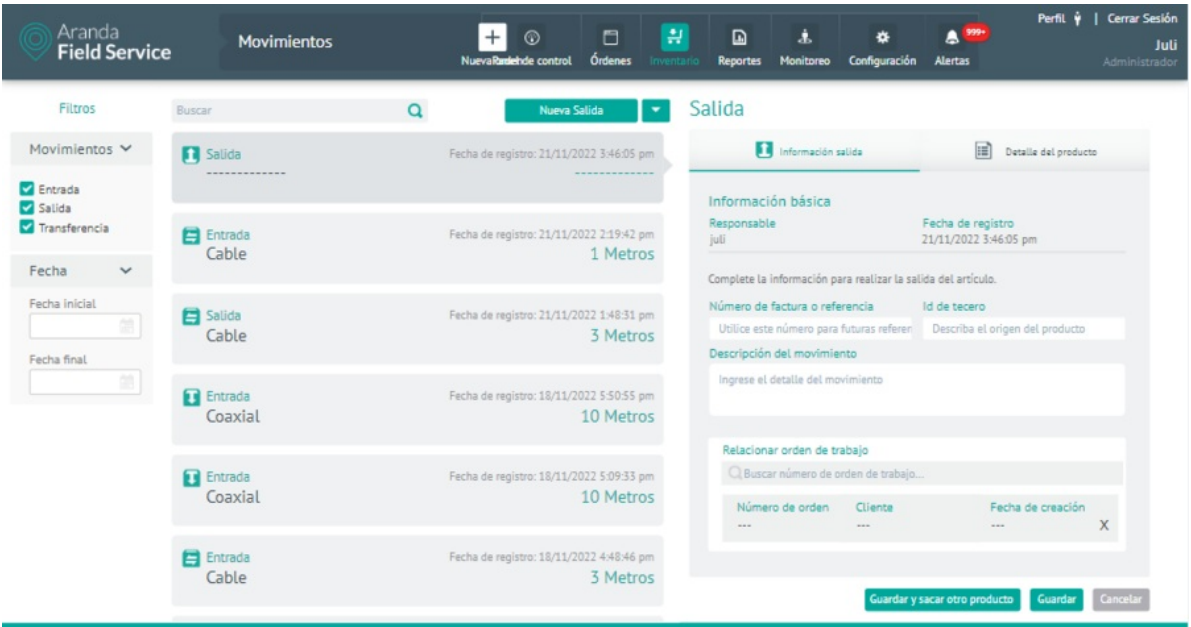 Aranda
Field Service
Movimientos
Nueva
Panel de control
Órdenes
Inventario
Reportes
Monitoreo
Configuración
Alertas
999+
Perfil | Cerrar Sesión
Juli
Administrador
Filtros
Movimientos
Entrada
Salida
Transferencia
Fecha
Fecha inicial
Fecha final
Buscar
Nueva Salida
Salida
Fecha de registro: 21/11/2022 3:46:05 pm
-------------
-------------
Entrada
Fecha de registro: 21/11/2022 2:19:42 pm
Cable
1 Metros
Salida
Fecha de registro: 21/11/2022 1:48:31 pm
Cable
3 Metros
Entrada
Fecha de registro: 18/11/2022 5:50:55 pm
Coaxial
10 Metros
Entrada
Fecha de registro: 18/11/2022 5:09:33 pm
Coaxial
10 Metros
Entrada
Fecha de registro: 18/11/2022 4:48:46 pm
Cable
3 Metros
Salida
Información salida
Detalle del producto
Información básica
Responsable
Fecha de registro
juli
21/11/2022 3:46:05 pm
Complete la información para realizar la salida del artículo.
Número de factura o referencia
Id de tecero
Utilice este número para futuras referen
Describa el origen del producto
Descripción del movimiento
Ingrese el detalle del movimiento
Relacionar orden de trabajo
Buscar número de orden de trabajo...
Número de orden
Cliente
Fecha de creación
---
---
---
X
Guardar y sacar otro producto
Guardar
Cancelar